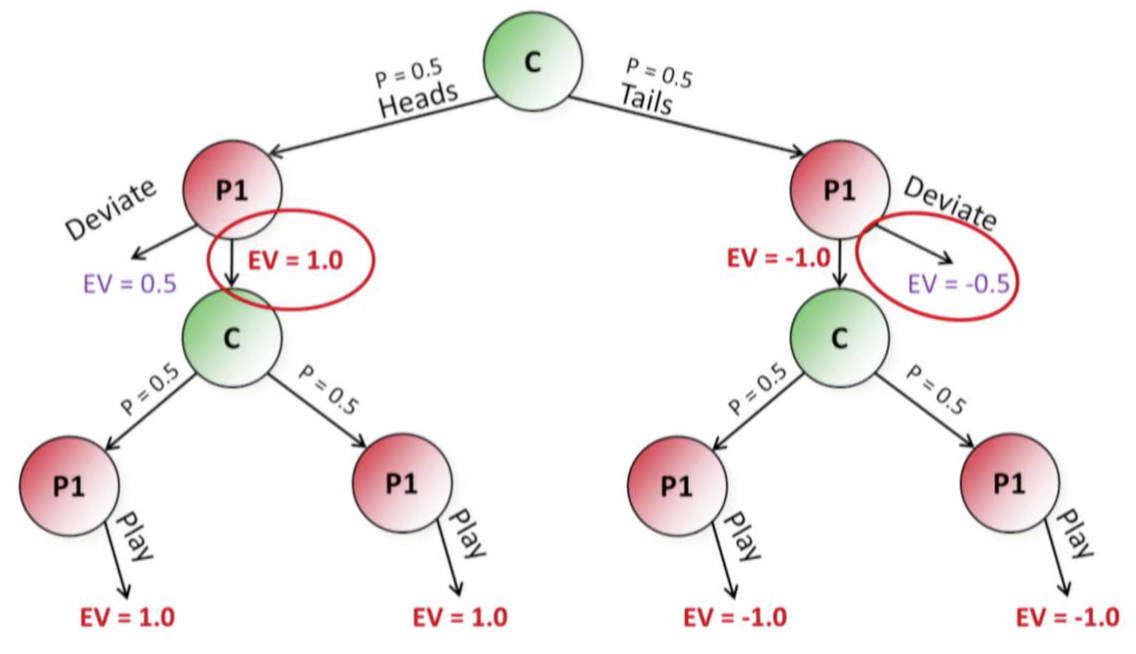 C
P = 0.5
Heads
P = 0.5
Tails
P1
P1
Deviate
EV = 0.5
EV = 1.0
EV = -1.0
Deviate
EV = -0.5
C
C
P = 0.5
P = 0.5
P = 0.5
P = 0.5
P1
P1
P1
P1
Play
Play
Play
Play
EV = 1.0
EV = 1.0
EV = -1.0
EV = -1.0